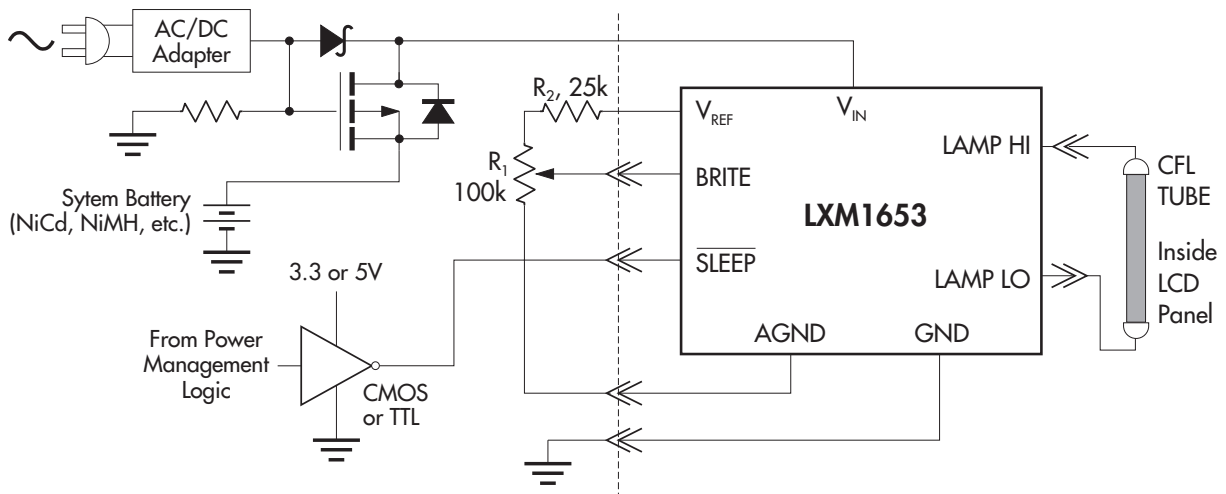 AC/DC
Adapter
R2, 25k
VREF
VIN
LAMP HI
R1
100k
BRITE
CFL
TUBE
Sytem Battery
(NiCd, NiMH, etc.)
LXM1653
SLEEP
Inside
LCD
Panel
3.3 or 5V
LAMP LO
From Power
Management
Logic
AGND
GND
CMOS
or TTL